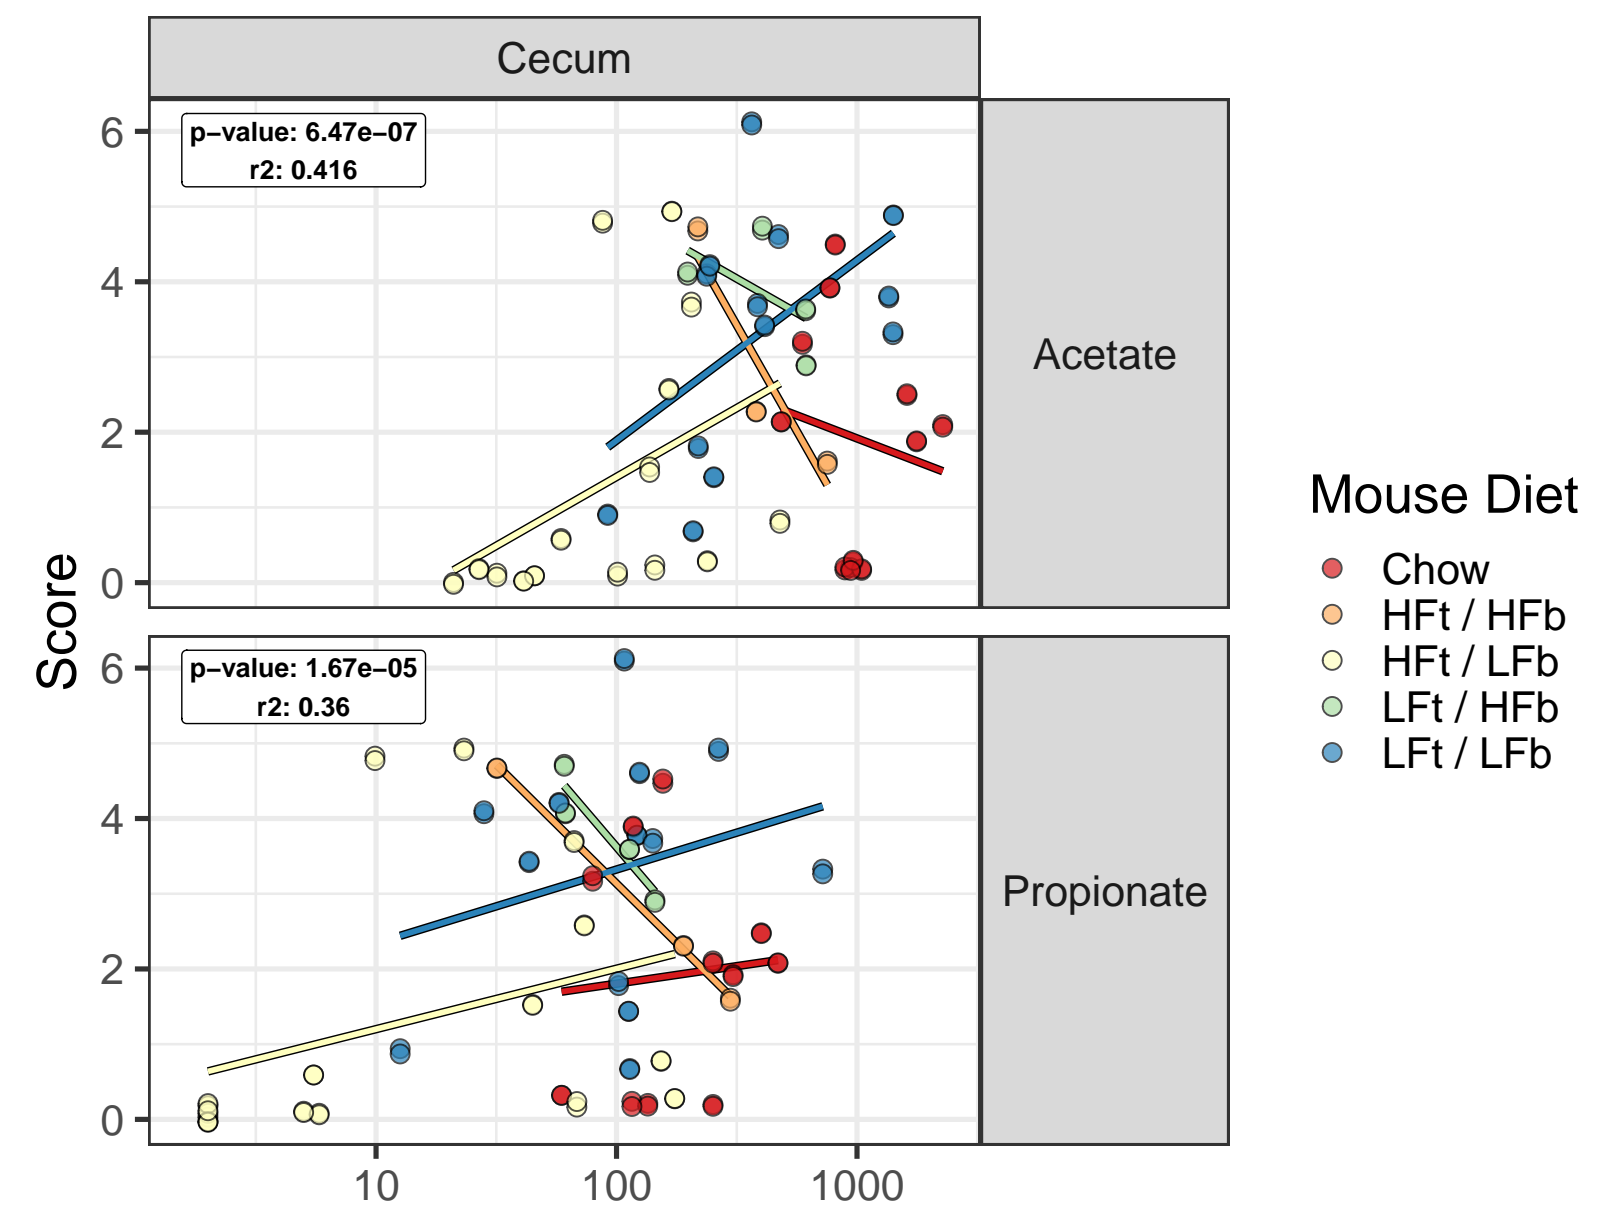 Cecum
p−value: 6.47e−07
r2: 0.416
6
4
2
0
Acetate
p−value: 1.67e−05
r2: 0.36
6
4
2
0
Propionate
Score
10
100
1000
Mouse Diet
Chow
HFt / HFb
HFt / LFb
LFt / HFb
LFt / LFb